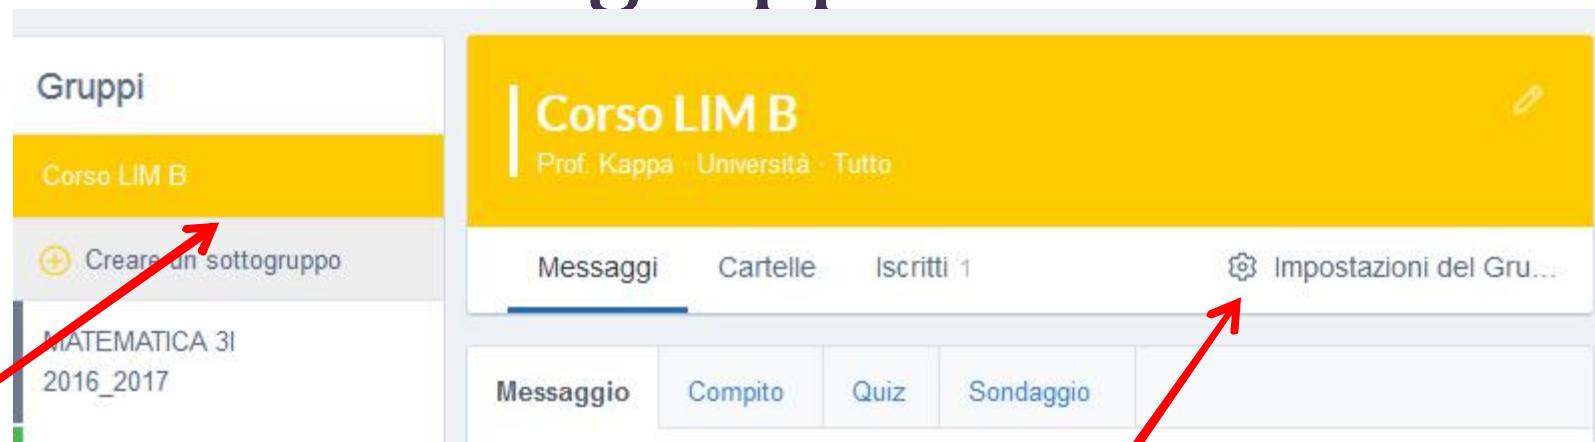 Gruppi
Corso LIM B
Creare un sottogruppo
MATEMATICA 3I
2016_2017
Corso LIM B
Prof. Kappa · Università · Tutto
Messaggi Cartelle Iscritti 1 Impostazioni del Gru...
Messaggio Compito Quiz Sondaggio